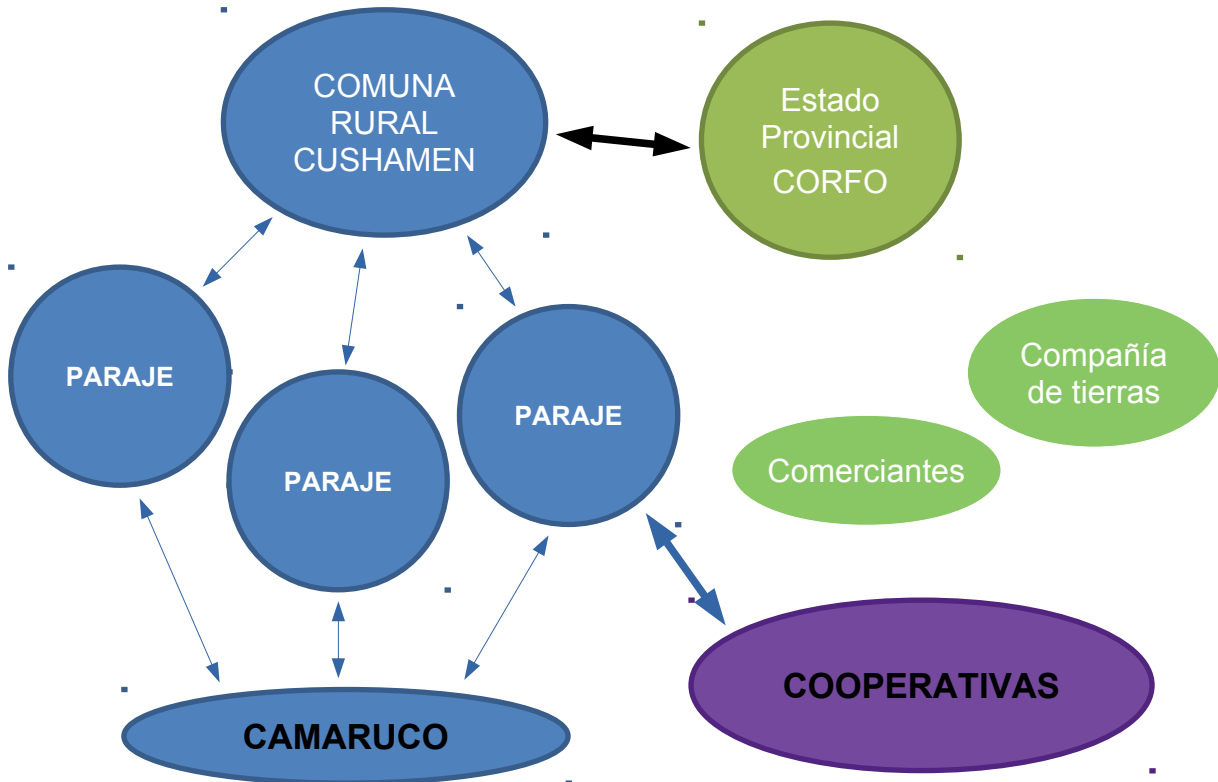 COMUNA
RURAL
CUSHAMEN
Estado
Provincial
CORFO
PARAJE
PARAJE
PARAJE
Compañía
de tierras
Comerciantes
COOPERATIVAS
CAMARUCO